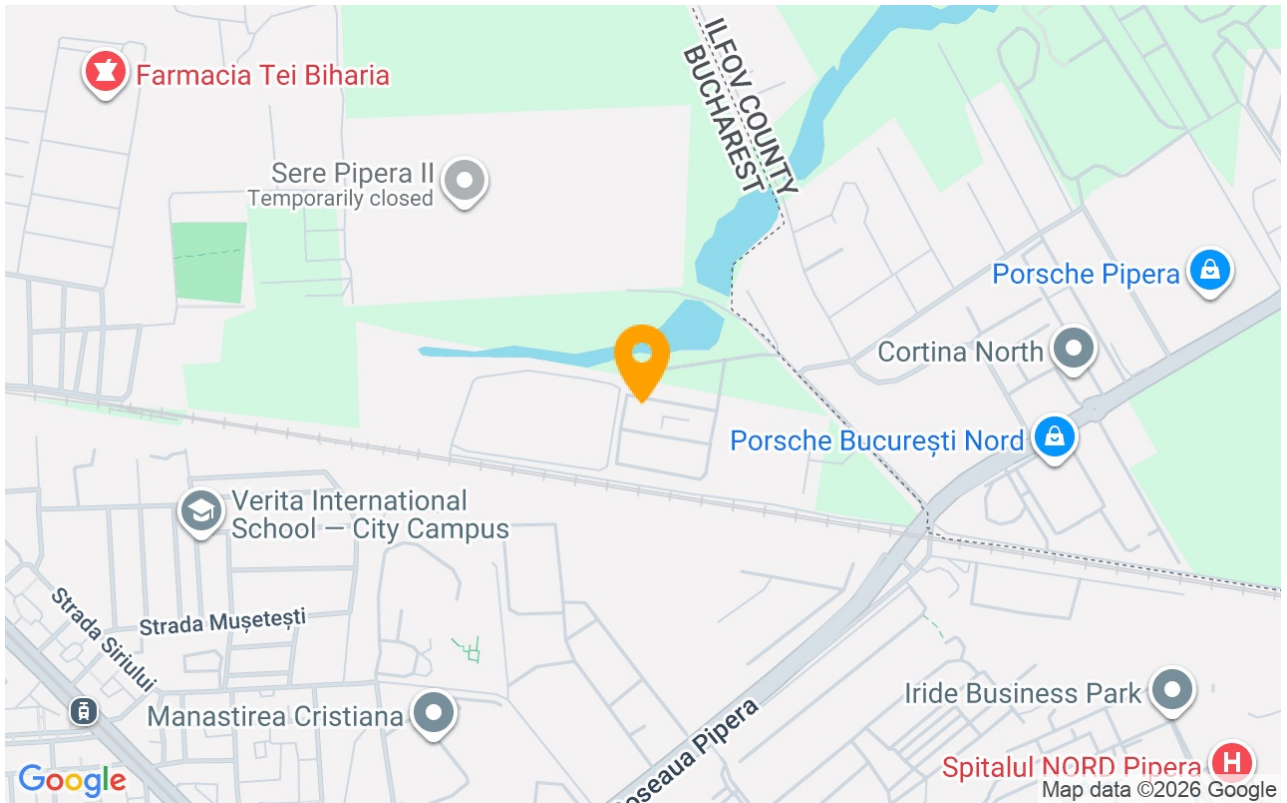 Farmacia Tei Biharia
ILFOV COUNTY
BUCHAREST
Sere Pipera II
Temporarily closed
Porsche Pipera
Cortina North
Porsche București Nord
Verita International
School — City Campus
Strada Mușetești
Strada Siriului
Manastirea Cristiana
Iride Business Park
oseaua Pipera
Spitalul NORD Pipera
H
Google
Map data ©2026 Google